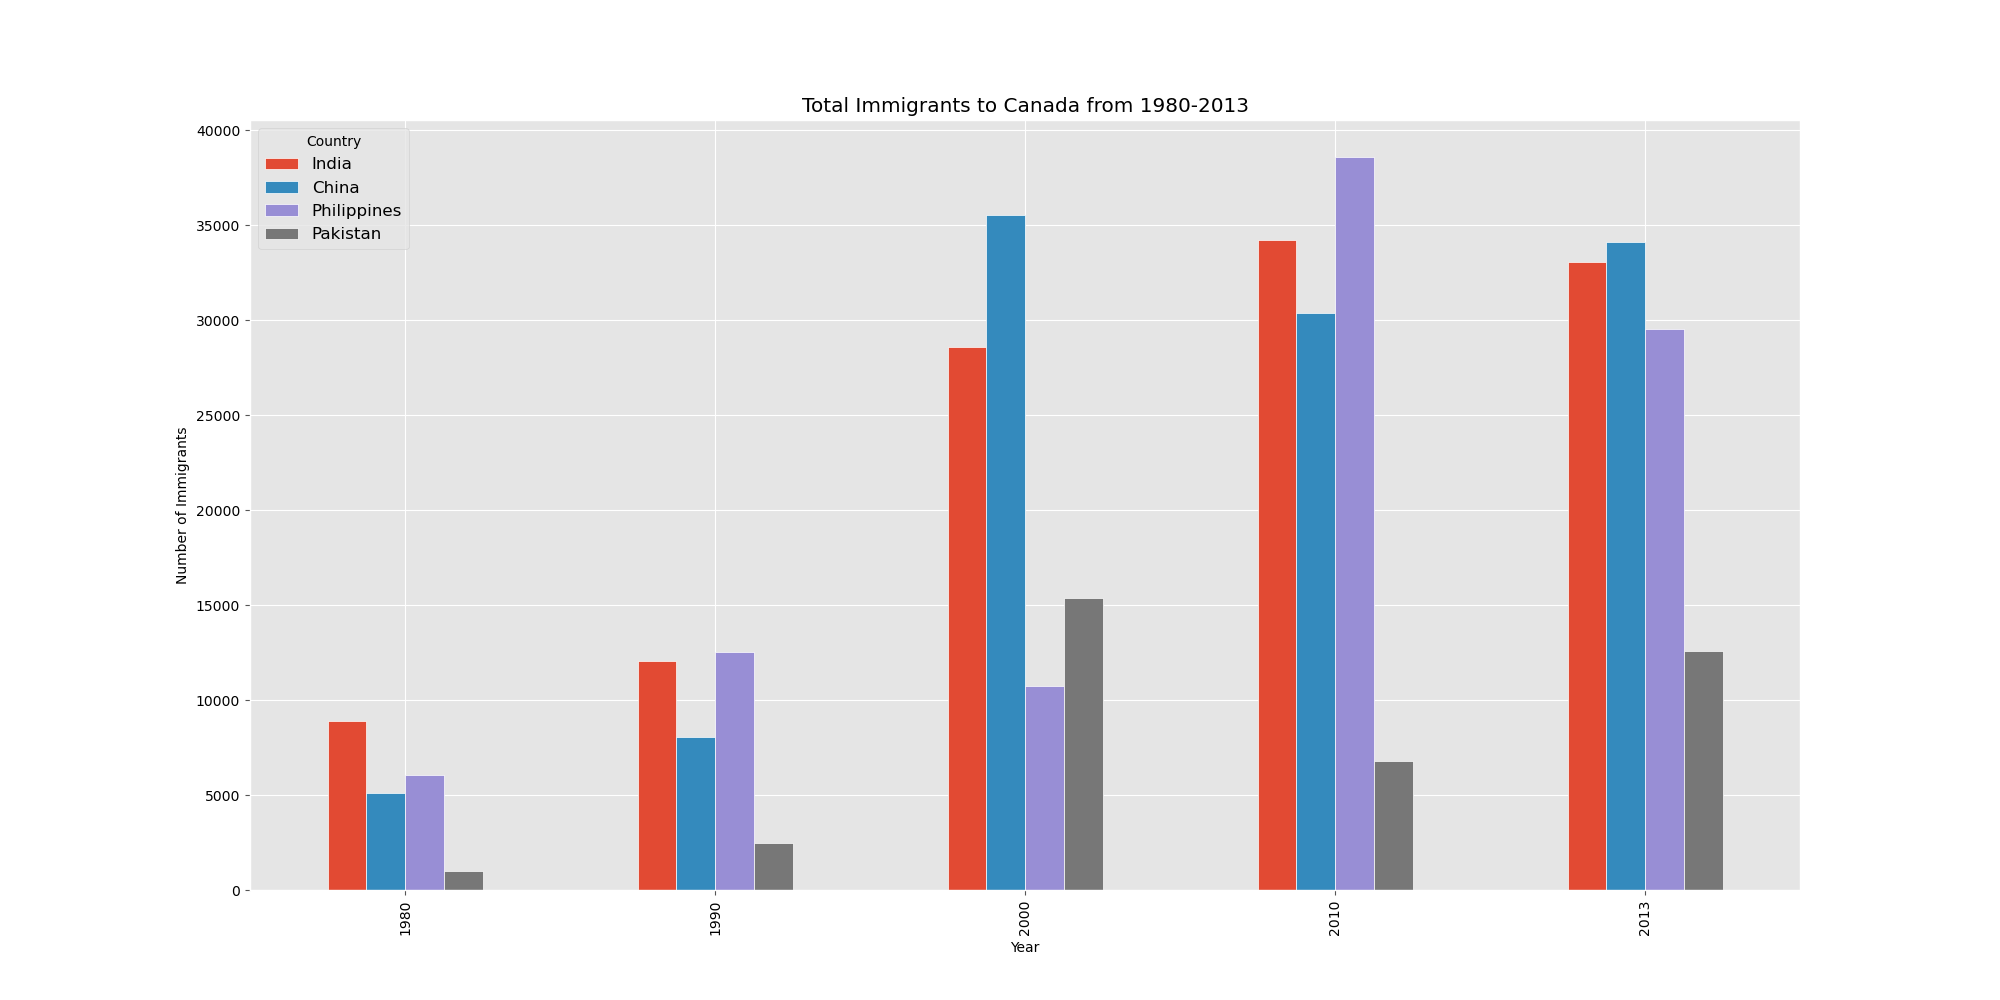 Total Immigrants to Canada from 1980-2013
Country
India
China
Philippines
Pakistan
Number of Immigrants
40000
35000
30000
25000
20000
15000
10000
5000
0
1980
1990
2000
2010
2013
Year